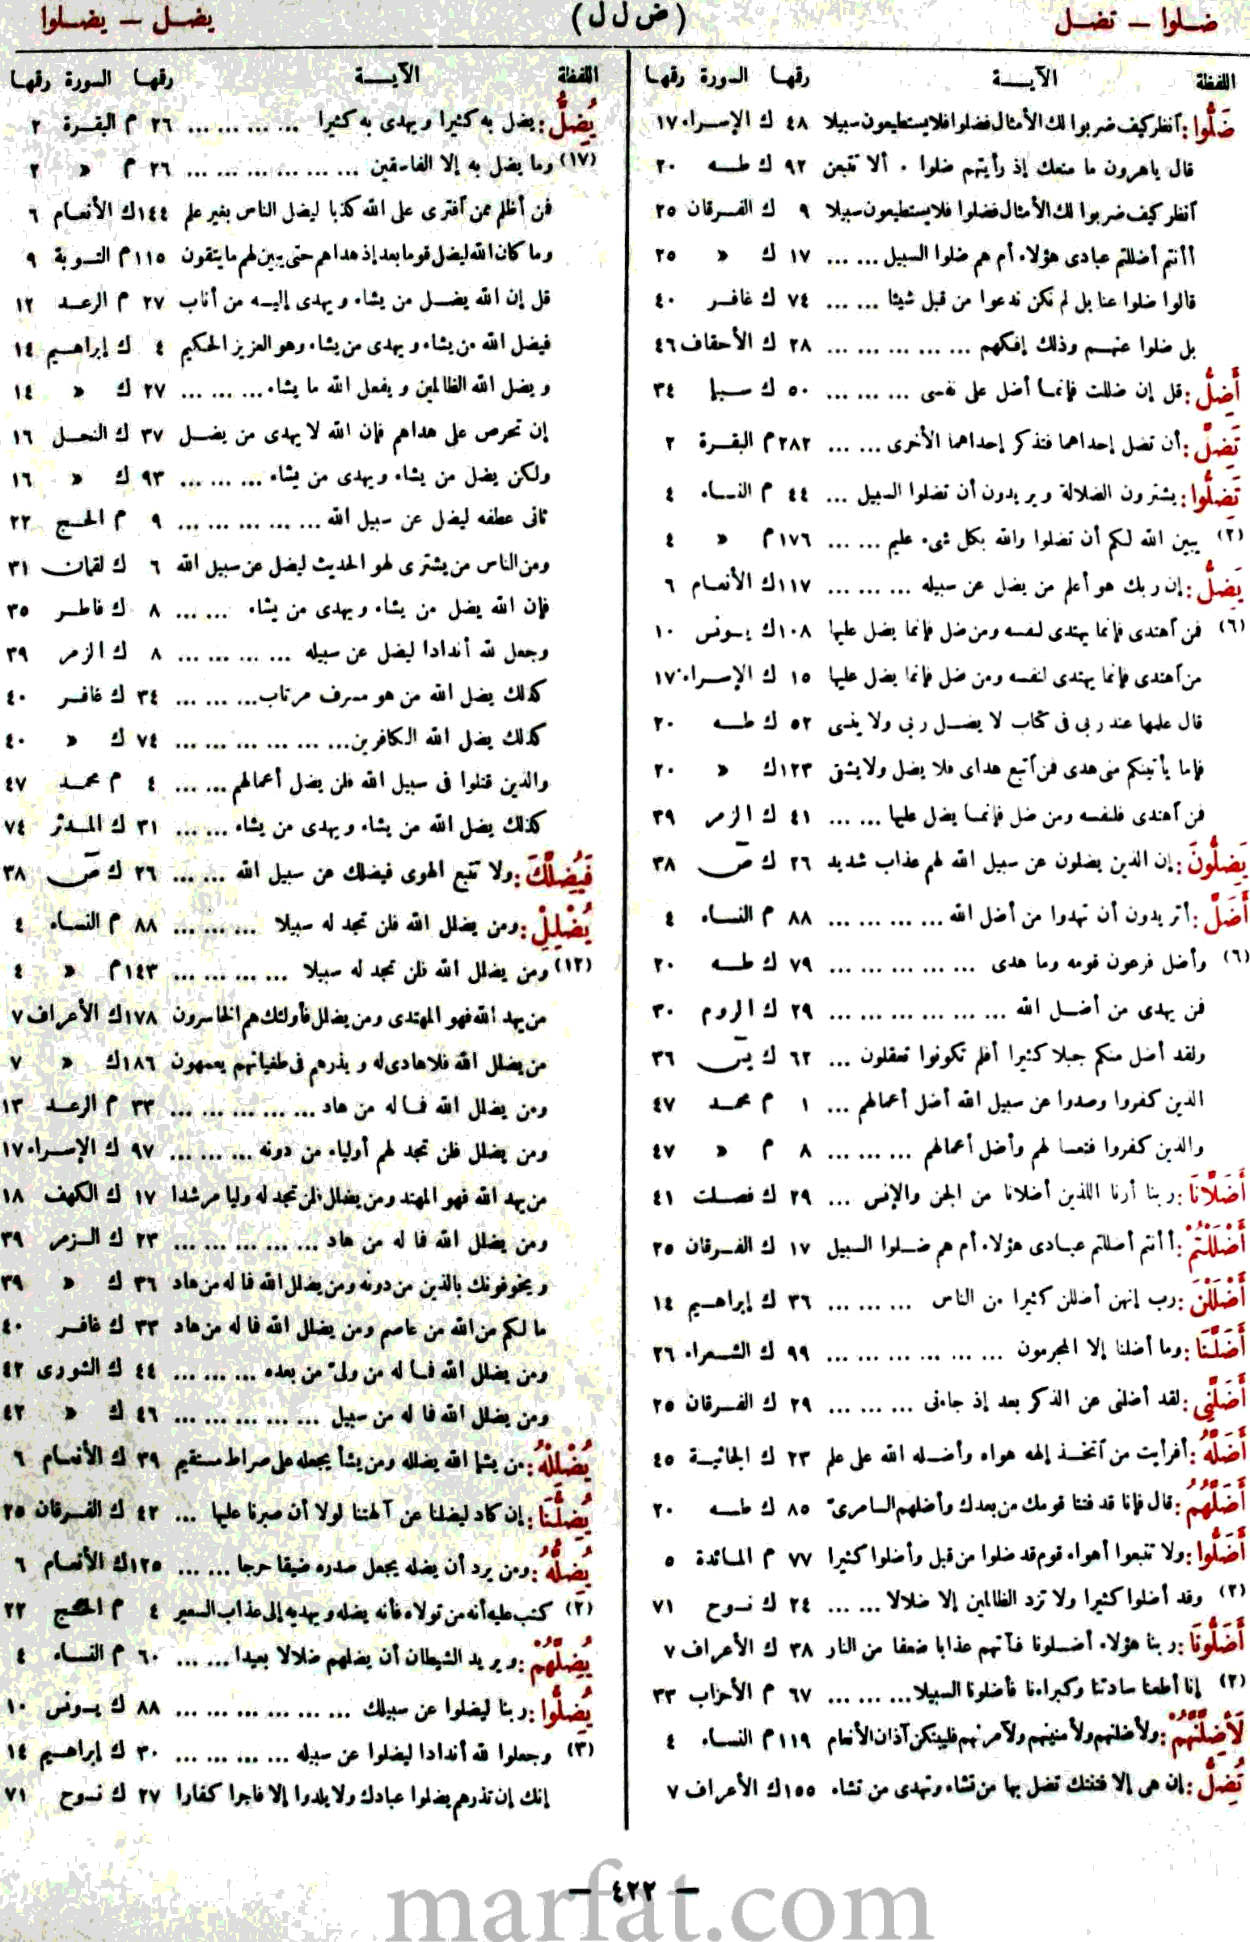 ضلوا – تضل
(ض ل ل)
يضل – يضلوا
اللفظة الآيــة رقها السورة رقها
ضَلُّوا: أنظر كيف ضربوا لك الأمثال فضلوا فلا يستطيعون سبيلا ٤٨ ك الإسراء ١٧
قال ياهرون ما منعك إذ رأيتهم ضلوا ۰ ألا تتبعن ٩٢ ك طه ٢٠
أنظر كيف ضربوا لك الأمثال فضلوا فلا يستطيعون سبيلا ٩ ك الفرقان ٢٥
أأنتم أضللتم عبادى هؤلاء أم هم ضلوا السبيل ... ... ١٧ ك » ٢٥
قالوا ضلوا عنا بل لم نكن ندعوا من قبل شيئا ... ... ٧٤ ك غافر ٤٠
بل ضلوا عنهم وذلك إفكهم ... ... ... ... ... ٢٨ ك الأحقاف ٤٦
أَضِلُّ: قل إن ضللت فإنما أضل على نفسى ... ... ... ٥٠ ك سبإ ٣٤
تَضِلَّ: أن تضل إحداهما فتذكر إحداهما الأخرى ... ... ٢٨٢ م البقرة ٢
تَضِلُّوا: يشترون الضلالة ويريدون أن تضلوا السبيل ... ٤٤ م النساء ٤
(٢) يبين الله لكم أن تضلوا والله بكل شىء عليم ... ... ١٧٦ م » ٤
يَضِلُّ: إن ربك هو أعلم من يضل عن سبيله ... ... ... ١١٧ ك الأنعام ٦
(٦) فن آهتدى فإنما يهتدى لنفسه ومن ضل فإنما يضل عليها ١٠٨ ك يونس ١٠
من آهتدى فإنما يهتدى لنفسه ومن ضل فإنما يضل عليها ١٥ ك الإسراء ١٧
قال علمها عند ربى فى كتاب لا يضل ربى ولا ينسى ٥٢ ك طه ٢٠
فإما يأتينكم منى هدى فن آتبع هداى فلا يضل ولا يشقى ١٢٣ ك » ٢٠
فن آهتدى فلنفسه ومن ضل فإنما يضل عليها ... ... ٤١ ك الزمر ٣٩
يَضِلُّونَ: إن الذين يضلون عن سبيل الله لهم عذاب شديد ٢٦ ك صٓ ٣٨
أَضَلَّ: أتريدون أن تهدوا من أضل الله ... ... ... ... ٨٨ م النساء ٤
(٦) وأضل فرعون قومه وما هدى ... ... ... ... ... ٧٩ ك طه ٢٠
فن يهدى من أضل الله ... ... ... ... ... ... ٢٩ ك الروم ٣٠
ولقد أضل منكم جبلا كثيرا أفلم تكونوا تعقلون ... ٦٢ ك يسٓ ٣٦
الذين كفروا وصدوا عن سبيل الله أضل أعمالهم ... ١ م محمد ٤٧
والذين كفروا فتعسا لهم وأضل أعمالهم ... ... ... ٨ م » ٤٧
أَضَلَّانَا: ربنا أرنا اللذين أضلانا من الجن والإنس ... ٢٩ ك فصلت ٤١
أَضْلَلْتُمْ: أأنتم أضللتم عبادى هؤلاء أم هم ضلوا السبيل ١٧ ك الفرقان ٢٥
أَضْلَلْنَ: رب إنهن أضللن كثيرا من الناس ... ... ... ٣٦ ك إبراهيم ١٤
أَضَلَّنَا: وما أضلنا إلا المجرمون ... ... ... ... ... ... ٩٩ ك الشعراء ٢٦
أَضَلَّنِى: لقد أضلنى عن الذكر بعد إذ جاءنى ... ... ... ٢٩ ك الفرقان ٢٥
أَضَلَّهُ: أفرأيت من آتخذ إلهه هواه وأضله الله على علم ٢٣ ك الجاثية ٤٥
أَضَلَّهُمُ: قال فإنا قد فتنا قومك من بعدك وأضلهم السامرىّ ٨٥ ك طه ٢٠
أَضَلُّوا: ولا تتبعوا أهواء قوم قد ضلوا من قبل وأضلوا كثيرا ٧٧ م المائدة ٥
(٢) وقد أضلوا كثيرا ولا تزد الظالمين إلا ضلالا ... ... ٢٤ ك نوح ٧١
أَضَلُّونَا: ربنا هؤلاء أضلونا فآتهم عذابا ضعفا من النار ٣٨ ك الأعراف ٧
(٢) إنا أطعنا سادتنا وكبراءنا فأضلونا السبيلا ... ... ... ٦٧ م الأحزاب ٣٣
لَأُضِلَّنَّهُمْ: ولأضلنهم ولأمنينهم ولآمرنهم فليبتكن آذان الأنعام ١١٩ م النساء ٤
تُضِلُّ: إن هى إلا فتنتك تضل بها من تشاء وتهدى من تشاء ١٥٥ ك الأعراف ٧
اللفظة الآيــة رقها السورة رقها
يُضِلُّ: يضل به كثيرا ويهدى به كثيرا ... ... ... ... ٢٦ م البقرة ٢
(١٧) وما يضل به إلا الفاسقين ... ... ... ... ... ... ٢٦ م » ٢
فن أظلم ممن آفترى على الله كذبا ليضل الناس بغير علم ١٤٤ ك الأنعام ٦
وما كان الله ليضل قوما بعد إذ هداهم حتى يبين لهم ما يتقون ١١٥ م التوبة ٩
قل إن الله يضل من يشاء ويهدى إليه من أناب ٢٧ م الرعد ١٣
فيضل الله من يشاء ويهدى من يشاء وهو العزيز الحكيم ٤ ك إبراهيم ١٤
ويضل الله الظالمين ويفعل الله ما يشاء ... ... ... ٢٧ ك » ١٤
إن تحرص على هداهم فإن الله لا يهدى من يضل ٣٧ ك النحل ١٦
ولكن يضل من يشاء ويهدى من يشاء ... ... ... ٩٣ ك » ١٦
ثانى عطفه ليضل عن سبيل الله ... ... ... ... ... ٩ م الحج ٢٢
ومن الناس من يشترى لهو الحديث ليضل عن سبيل الله ٦ ك لقمان ٣١
فإن الله يضل من يشاء ويهدى من يشاء ... ... ٨ ك فاطر ٣٥
وجعل لله أندادا ليضل عن سبيله ... ... ... ... ٨ ك الزمر ٣٩
كذلك يضل الله من هو مسرف مرتاب ... ... ... ٣٤ ك غافر ٤٠
كذلك يضل الله الكافرين ... ... ... ... ... ... ٧٤ ك » ٤٠
والذين قتلوا فى سبيل الله فلن يضل أعمالهم ... ... ٤ م محمد ٤٧
كذلك يضل الله من يشاء ويهدى من يشاء ... ... ٣١ ك المدثر ٧٤
فَيُضِلَّكَ: ولا تتبع الهوى فيضلك عن سبيل الله ... ... ٢٦ ك صٓ ٣٨
يُضْلِلْ: ومن يضلل الله فلن تجد له سبيلا ... ... ... ٨٨ م النساء ٤
(١٢) ومن يضلل الله فلن تجد له سبيلا ... ... ... ... ١٤٣ م » ٤
من يهد الله فهو المهتدى ومن يضلل فأولئك هم الخاسرون ١٧٨ ك الأعراف ٧
من يضلل الله فلا هادى له ويذرهم فى طغيانهم يعمهون ١٨٦ ك » ٧
ومن يضلل الله فما له من هاد ... ... ... ... ... ٣٣ م الرعد ١٣
ومن يضلل فلن تجد لهم أولياء من دونه ... ... ... ٩٧ ك الإسراء ١٧
من يهد الله فهو المهتد ومن يضلل فلن تجد له وليا مرشدا ١٧ ك الكهف ١٨
ومن يضلل الله فما له من هاد ... ... ... ... ... ٢٣ ك الزمر ٣٩
ويخوفونك بالذين من دونه ومن يضلل الله فما له من هاد ٣٦ ك » ٣٩
ما لكم من الله من عاصم ومن يضلل الله فما له من هاد ٣٣ ك غافر ٤٠
ومن يضلل الله فما له من ولىّ من بعده ... ... ... ٤٤ ك الشورى ٤٢
ومن يضلل الله فما له من سبيل ... ... ... ... ... ٤٦ ك » ٤٢
يُضْلِلْهُ: من يشإ الله يضلله ومن يشأ يجعله على صراط مستقيم ٣٩ ك الأنعام ٦
يُضِلُّنَا: إن كاد ليضلنا عن آلهتنا لولا أن صبرنا عليها ... ٤٢ ك الفرقان ٢٥
يُضِلَّهُ: ومن يرد أن يضله يجعل صدره ضيقا حرجا ... ... ١٢٥ ك الأنعام ٦
(٢) كتب عليه أنه من تولاه فأنه يضله ويهديه إلى عذاب السعير ٤ م الحج ٢٢
يُضِلَّهُمْ: ويريد الشيطان أن يضلهم ضلالا بعيدا ... ... ٦٠ م النساء ٤
يُضِلُّوا: ربنا ليضلوا عن سبيلك ... ... ... ... ... ... ٨٨ ك يونس ١٠
(٣) وجعلوا لله أندادا ليضلوا عن سبيله ... ... ... ... ٣٠ ك إبراهيم ١٤
إنك إن تذرهم يضلوا عبادك ولا يلدوا إلا فاجرا كفارا ٢٧ ك نوح ٧١
– ٤٢٢ –
marfat.com